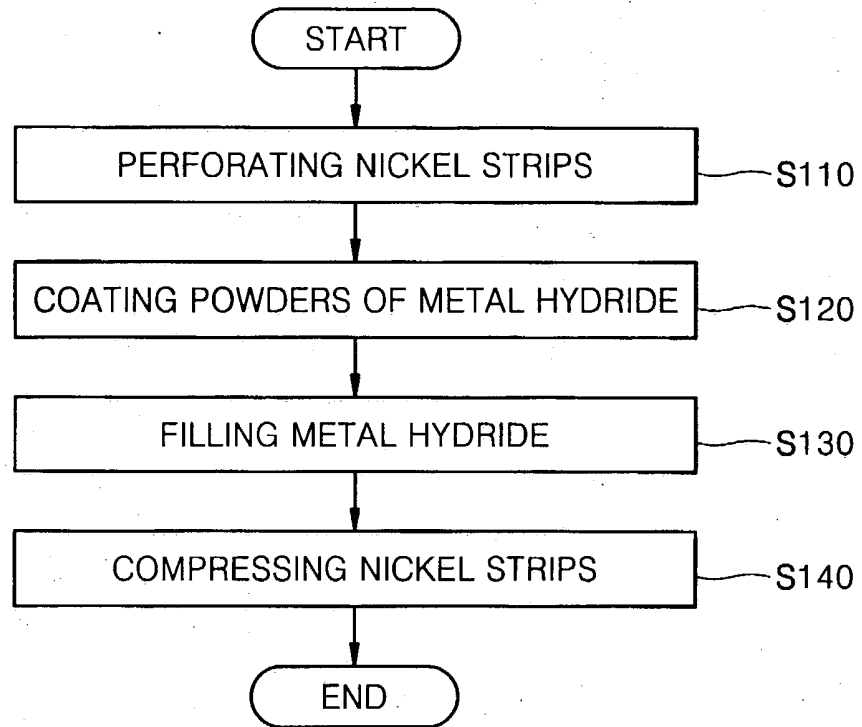 START
PERFORATING NICKEL STRIPS
S110
COATING POWDERS OF METAL HYDRIDE
S120
FILLING METAL HYDRIDE
S130
COMPRESSING NICKEL STRIPS
S140
END